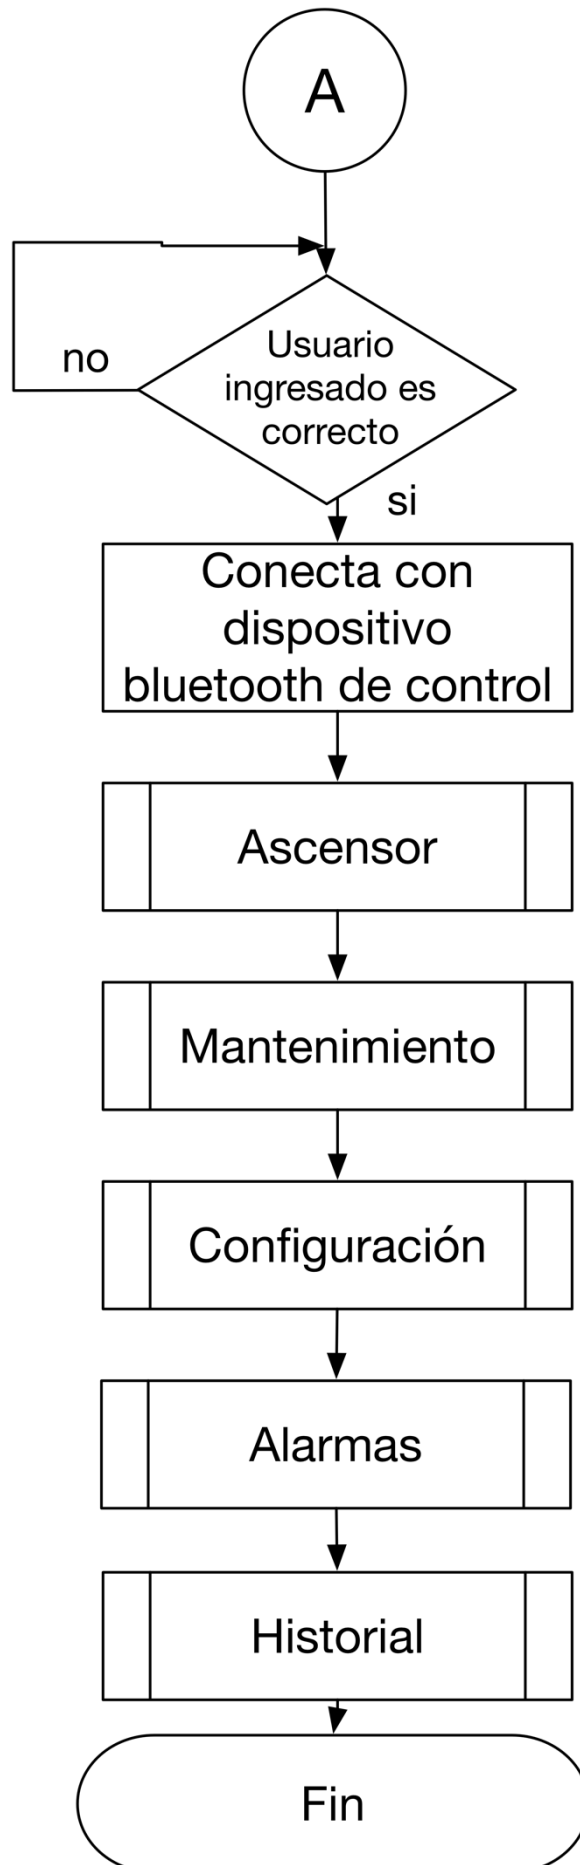 A
Usuario
ingresado es
correcto
no
si
Conecta con
dispositivo
bluetooth de control
Ascensor
Mantenimiento
Configuración
Alarmas
Historial
Fin